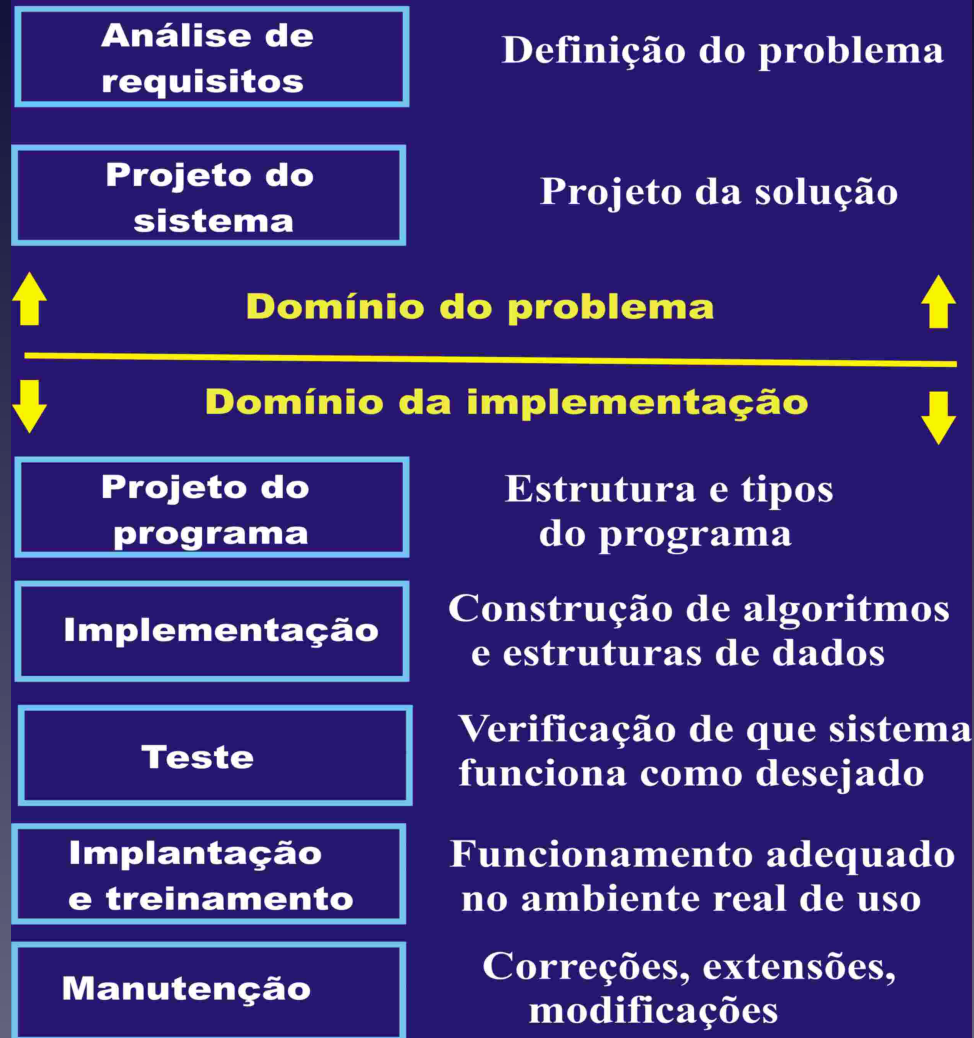 Análise de
requisitos
Definição do problema
Projeto do
sistema
Projeto da solução
Domínio do problema
Domínio da implementação
Projeto do
programa
Estrutura e tipos
do programa
Implementação
Construção de algoritmos
e estruturas de dados
Teste
Verificação de que sistema
funciona como desejado
Implantação
e treinamento
Funcionamento adequado
no ambiente real de uso
Manutenção
Correções, extensões,
modificações